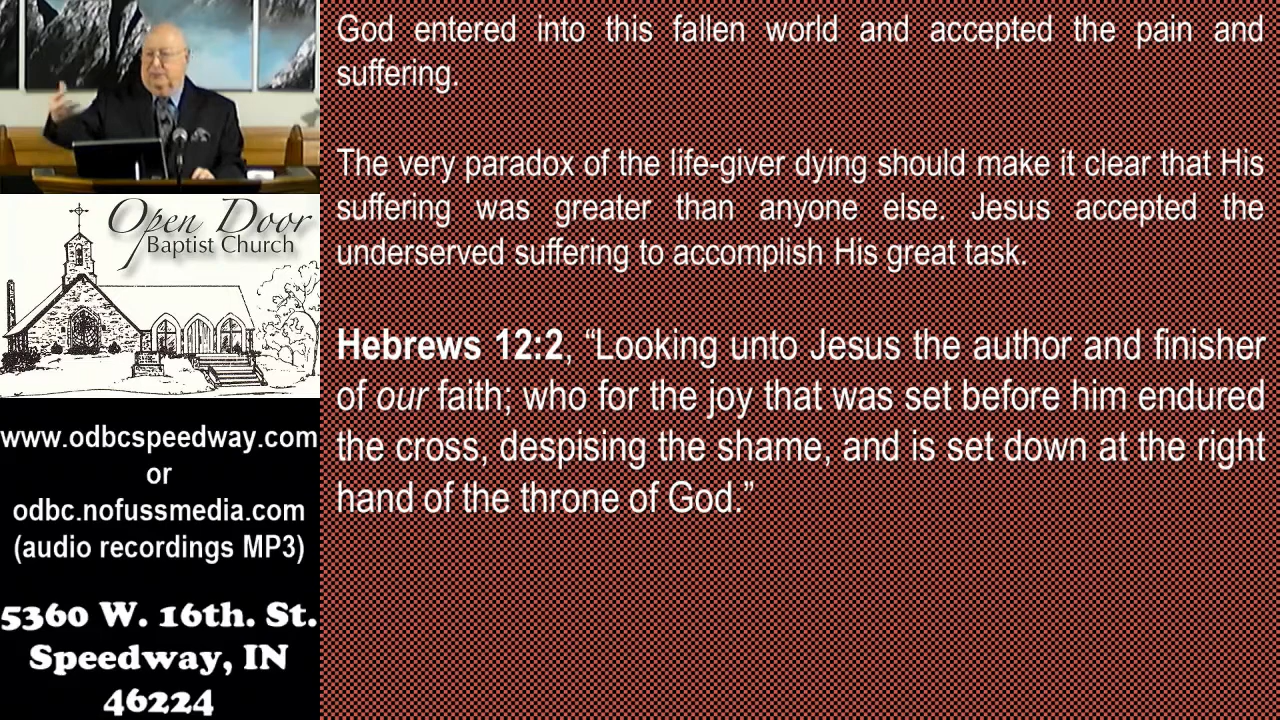 God entered into this fallen world and accepted the pain and
suffering.
The very paradox of the life-giver dying should make it clear that His
suffering was greater than anyone else. Jesus accepted the
underserved suffering to accomplish His great task.
Hebrews 12:2, “Looking unto Jesus the author and finisher
of our faith; who for the joy that was set before him endured
the cross, despising the shame, and is set down at the right
hand of the throne of God.”
Open Door
Baptist Church
www.odbcspeedway.com
or
odbc.nofussmedia.com
(audio recordings MP3)
5360 W. 16th. St.
Speedway, IN
46224